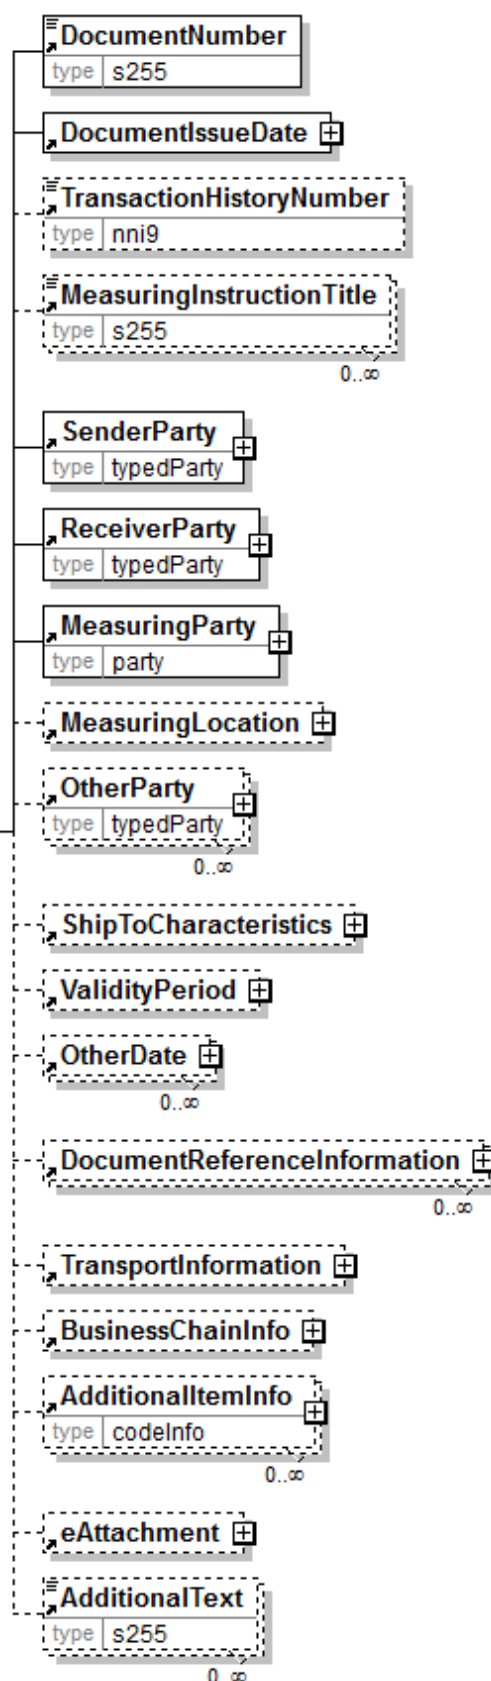 DocumentNumber
type s255
DocumentIssueDate
TransactionHistoryNumber
type nni9
MeasuringInstructionTitle
type s255
0..∞
SenderParty
type typedParty
ReceiverParty
type typedParty
MeasuringParty
type party
MeasuringLocation
OtherParty
type typedParty
0..∞
ShipToCharacteristics
ValidityPeriod
OtherDate
0..∞
DocumentReferenceInformation
0..∞
TransportInformation
BusinessChainInfo
AdditionalItemInfo
type codeInfo
0..∞
eAttachment
AdditionalText
type s255
0..∞